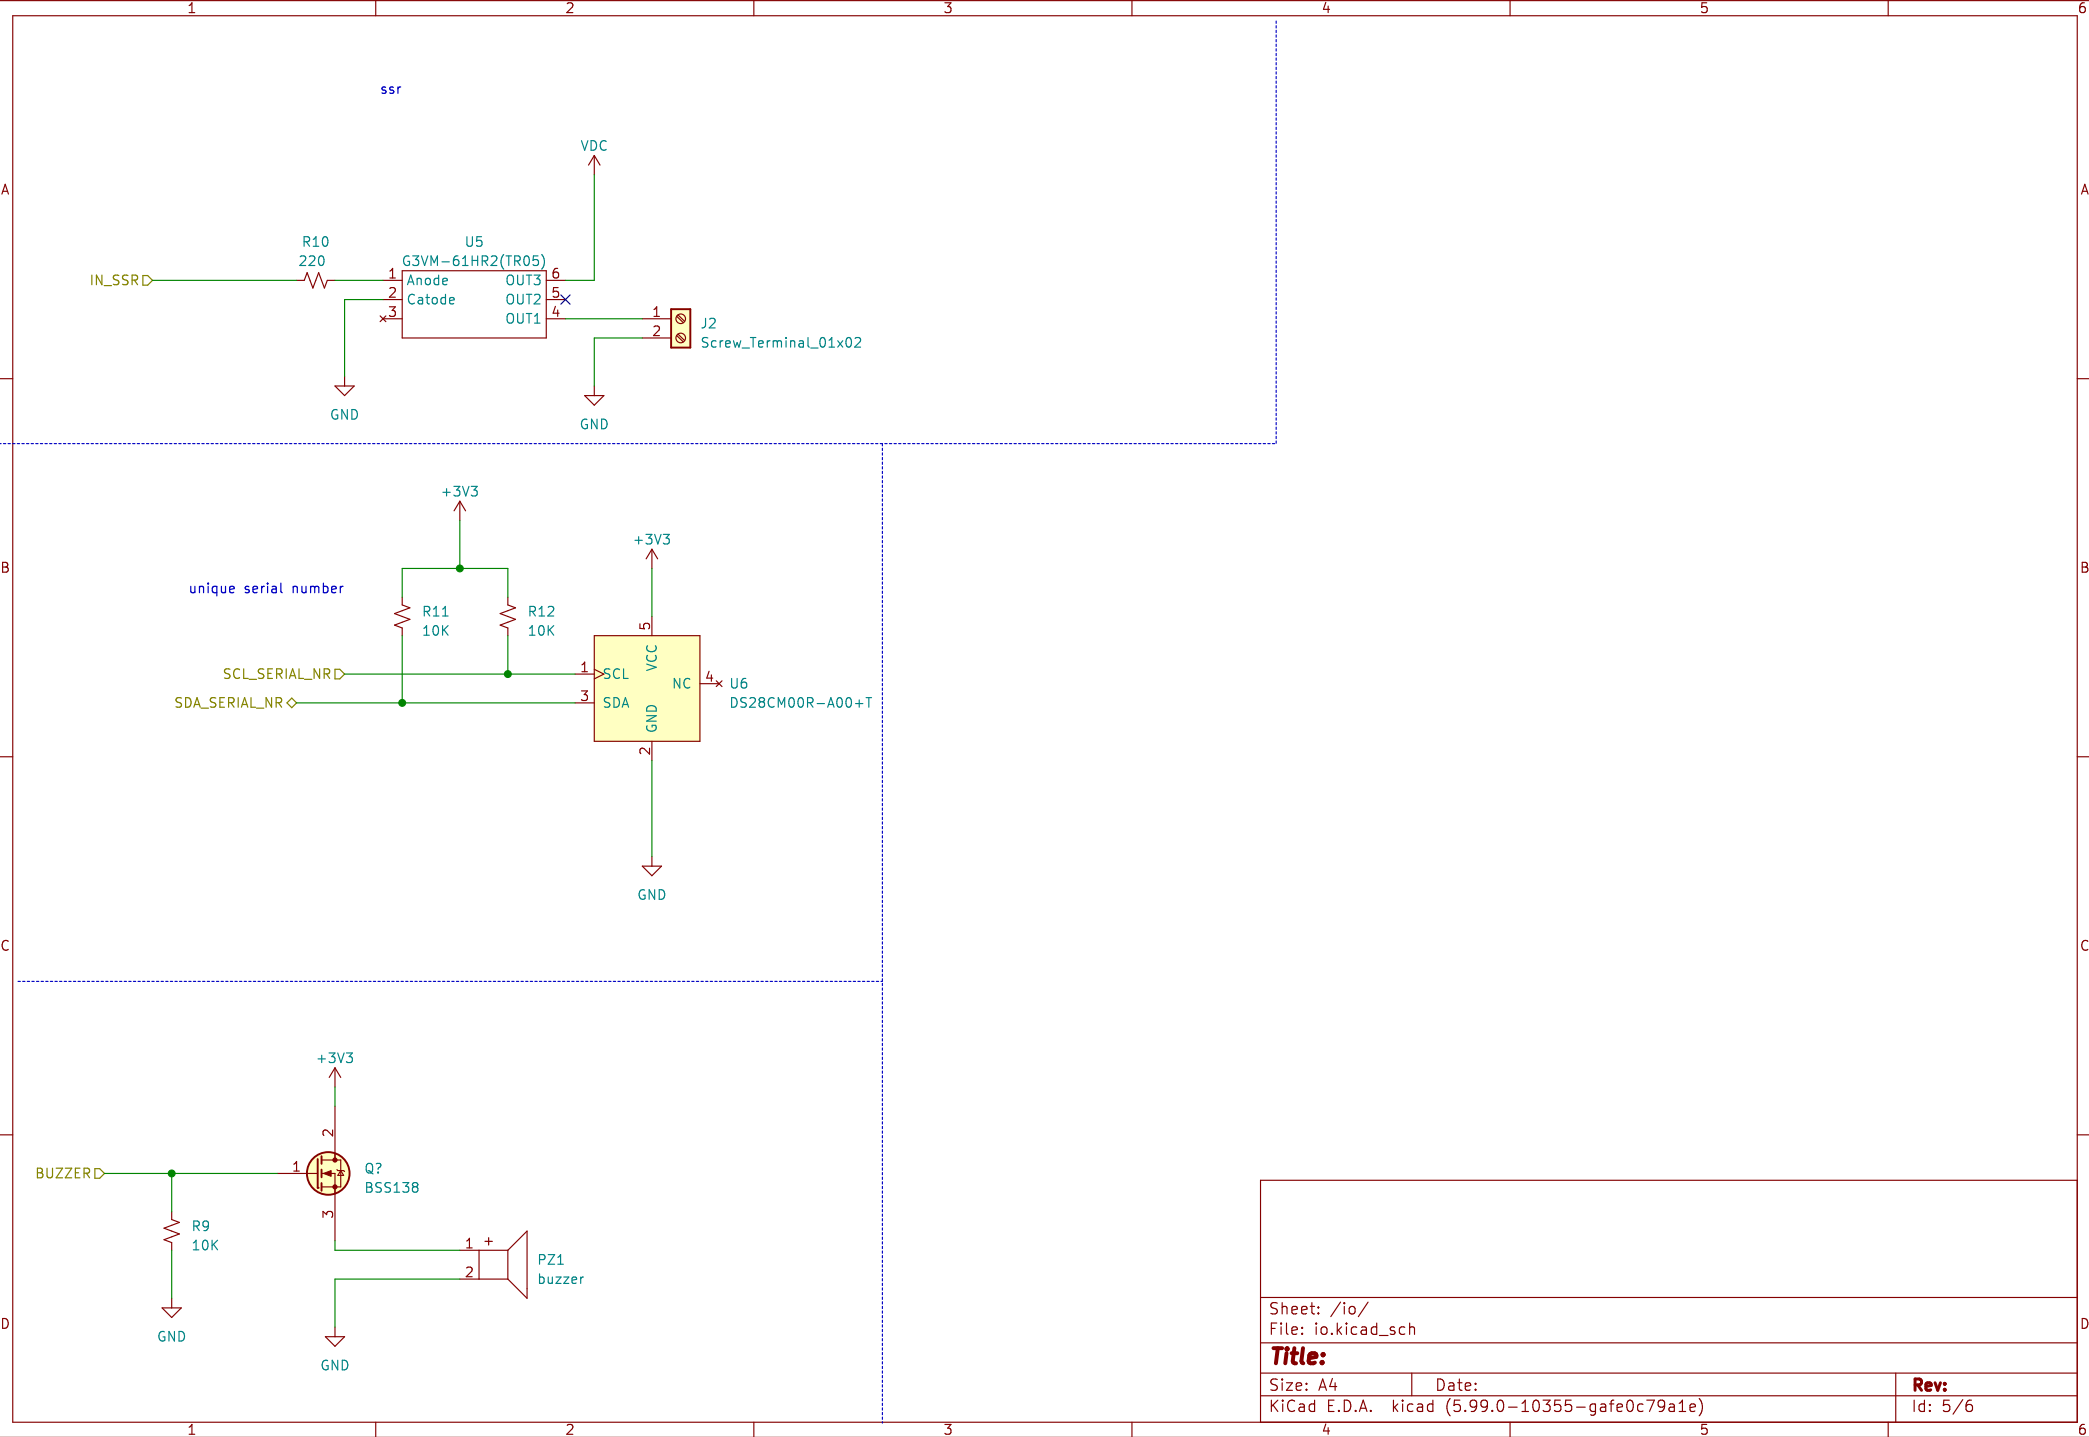 1 2 3 4 5 6
ssr
VDC
A A
R10
220
U5
G3VM-61HR2(TR05)
IN_SSR
1 Anode OUT3 6
2 Catode OUT2 5
3 OUT1 4
1
2
J2
Screw_Terminal_01x02
GND
GND
+3V3
+3V3
B B
unique serial number
R11
10K
R12
10K
5
VCC
SCL_SERIAL_NR
1 SCL
NC 4
U6
SDA_SERIAL_NR
3 SDA
DS28CM00R-A00+T
GND
2
GND
C C
+3V3
2
BUZZER
1
Q?
BSS138
3
R9
10K
1 +
2
PZ1
buzzer
GND
GND
D D
Sheet: /io/
File: io.kicad_sch
Title:
Size: A4 Date: Rev:
KiCad E.D.A. kicad (5.99.0-10355-gafe0c79a1e) Id: 5/6
1 2 3 4 5 6